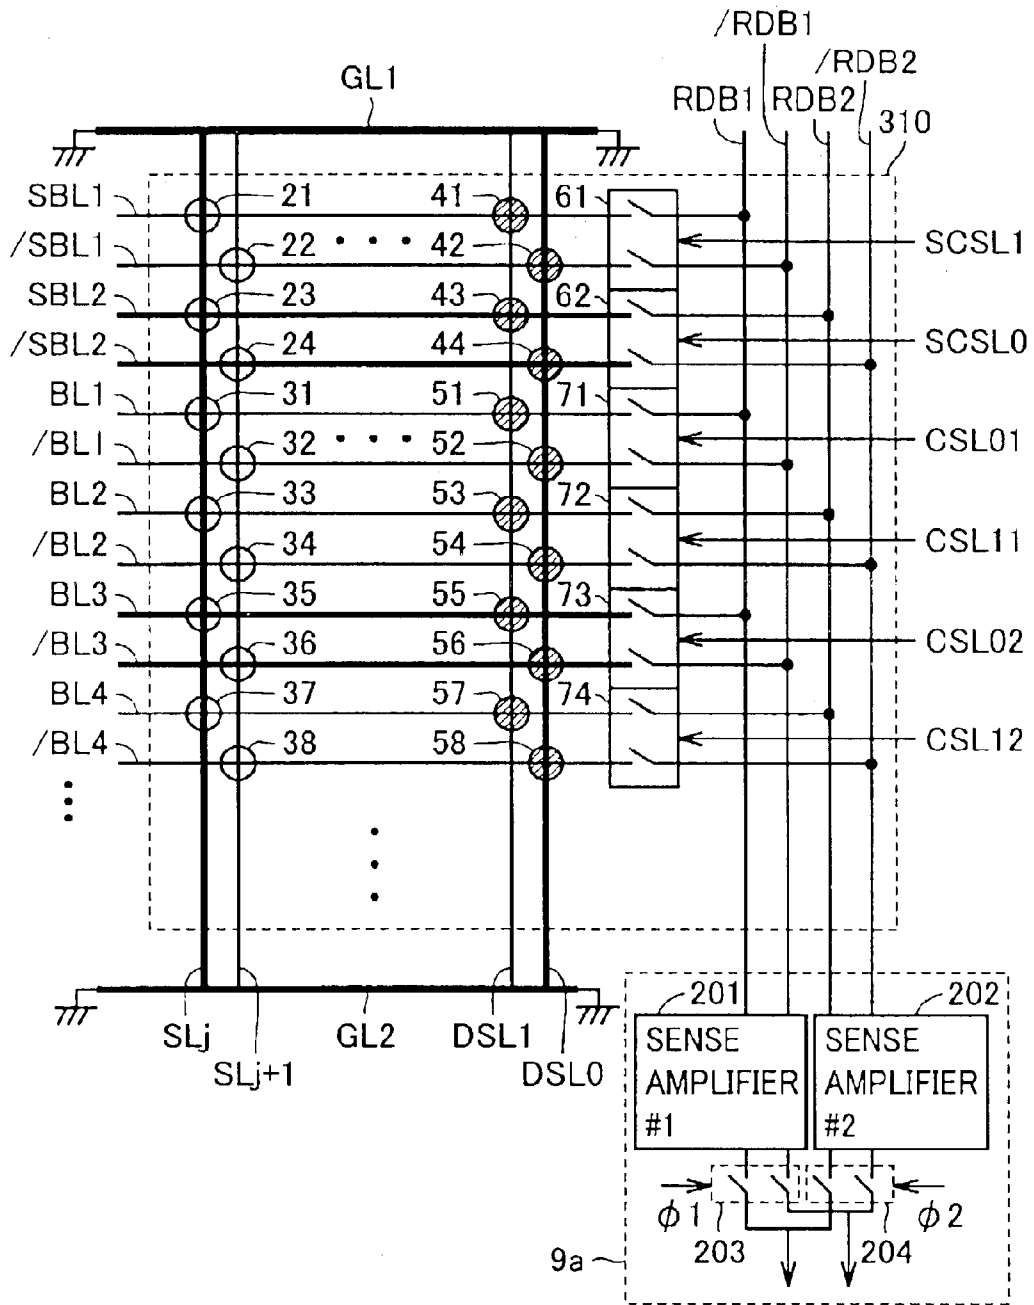 /RDB1
/RDB2
GL1
RDB1 RDB2
310
SBL1 21 41 61
/SBL1 22 42 SCSL1
SBL2 23 43 62
/SBL2 24 44 SCSL0
BL1 31 51 71
/BL1 32 52 CSL01
BL2 33 53 72
/BL2 34 54 CSL11
BL3 35 55 73
/BL3 36 56 CSL02
BL4 37 57 74
/BL4 38 58 CSL12
201 202
SLj GL2 DSL1
SLj+1 DSL0
SENSE AMPLIFIER #1
SENSE AMPLIFIER #2
φ1 φ2
203 204
9a